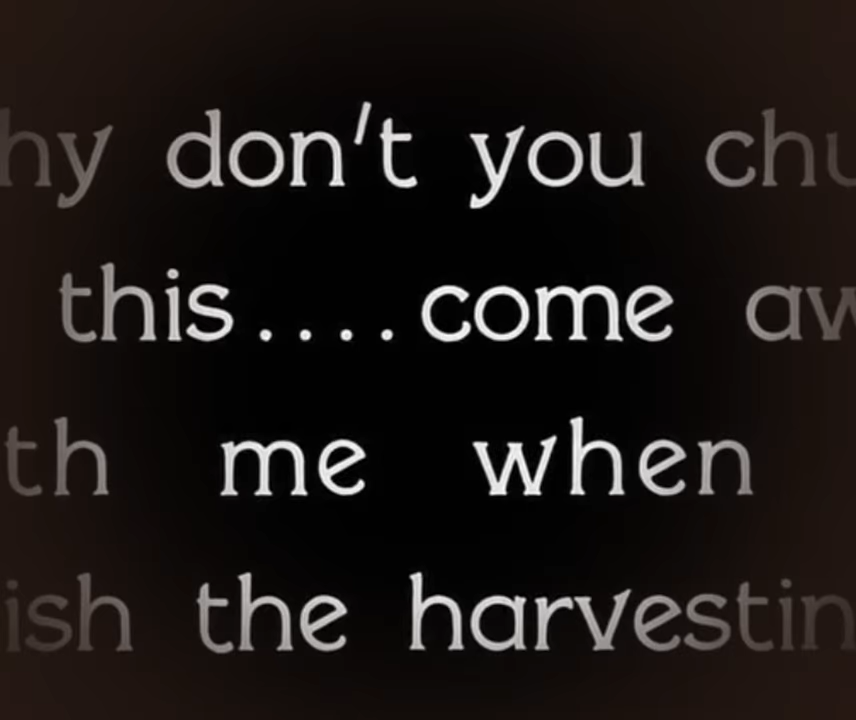 hy don't you chu
this....come aw
th me when
ish the harvestin